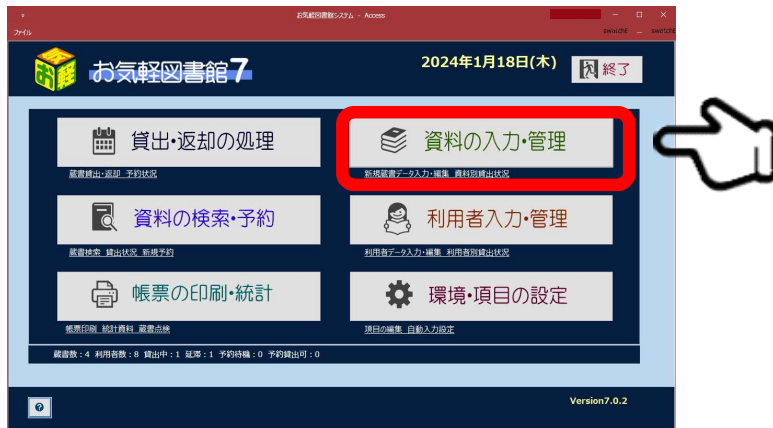 お気軽図書館システム - Access
ファイル
お気軽図書館7
2024年1月18日(木)
終了
貸出・返却の処理
蔵書貸出・返却 予約状況
資料の入力・管理
新規蔵書データ入力・編集 資料別貸出状況
資料の検索・予約
蔵書検索 貸出状況 新規予約
利用者入力・管理
利用者データ入力・編集 利用者別貸出状況
帳票の印刷・統計
帳票印刷 統計資料 蔵書点検
環境・項目の設定
項目の編集 自動入力設定
蔵書数:4 利用者数:8 貸出中:1 延滞:1 予約待機:0 予約貸出可:0
Version7.0.2